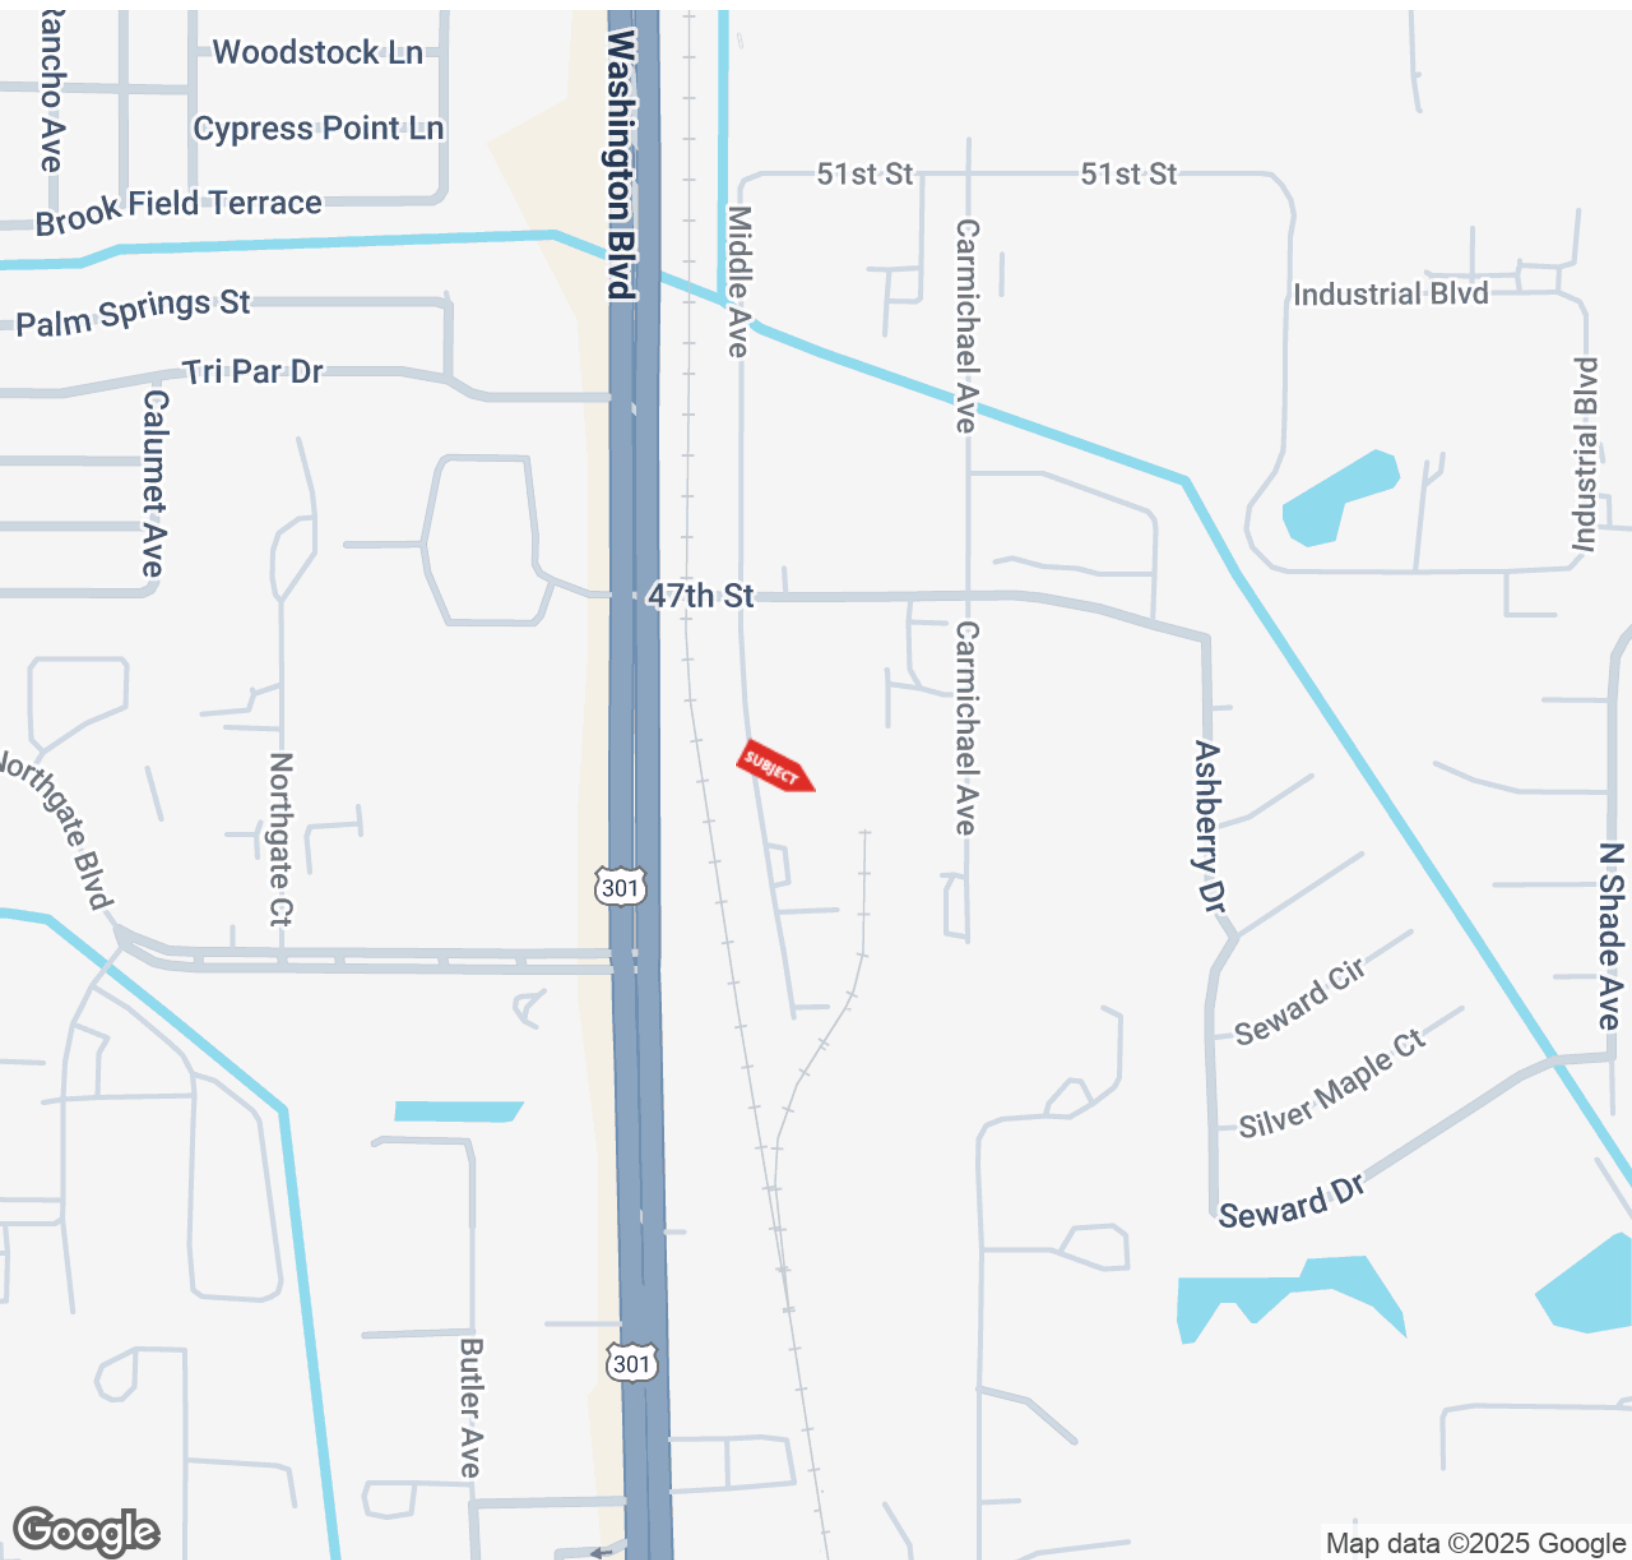 Rancho Ave
Woodstock Ln
Cypress Point Ln
Washington Blvd
Brook Field Terrace
51st St
51st St
Middle Ave
Carmichael Ave
Palm Springs St
Industrial Blvd
Tri Par Dr
Calumet Ave
Industrial Blvd
47th St
Carmichael Ave
SUBJECT
Northgate Blvd
Northgate Ct
Ashberry Dr
301
N Shade Ave
Seward Cir
Silver Maple Ct
Seward Dr
301
Butler Ave
Google
Map data ©2025 Google